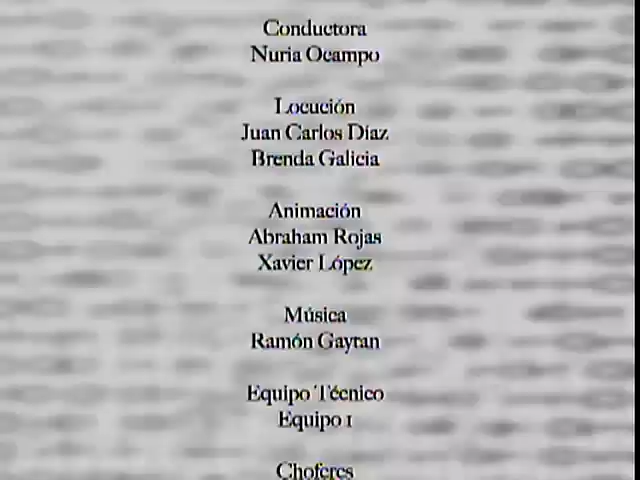 Conductora
Nuria Ocampo
Locución
Juan Carlos Díaz
Brenda Galicia
Animación
Abraham Rojas
Xavier López
Música
Ramón Gaytan
Equipo Técnico
Equipo 1
Choferes